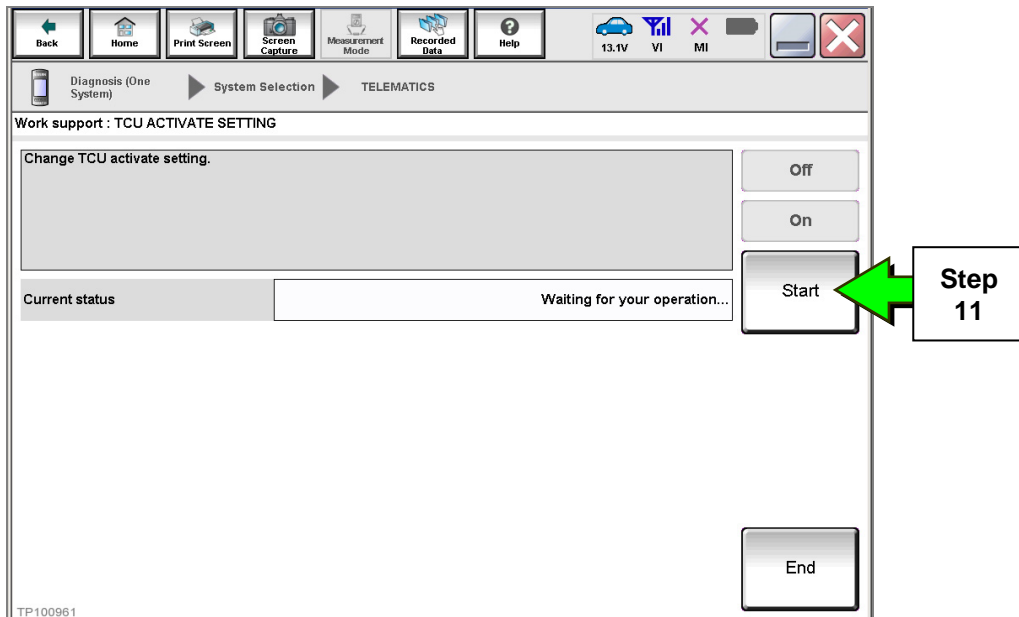 Back
Home
Print Screen
Screen
Capture
Measurement
Mode
Recorded
Data
?
Help
13.1V
VI
MI
Diagnosis (One
System)
System Selection
TELEMATICS
Work support : TCU ACTIVATE SETTING
Change TCU activate setting.
Off
On
Start
Step
11
Current status
Waiting for your operation...
End
TP100961